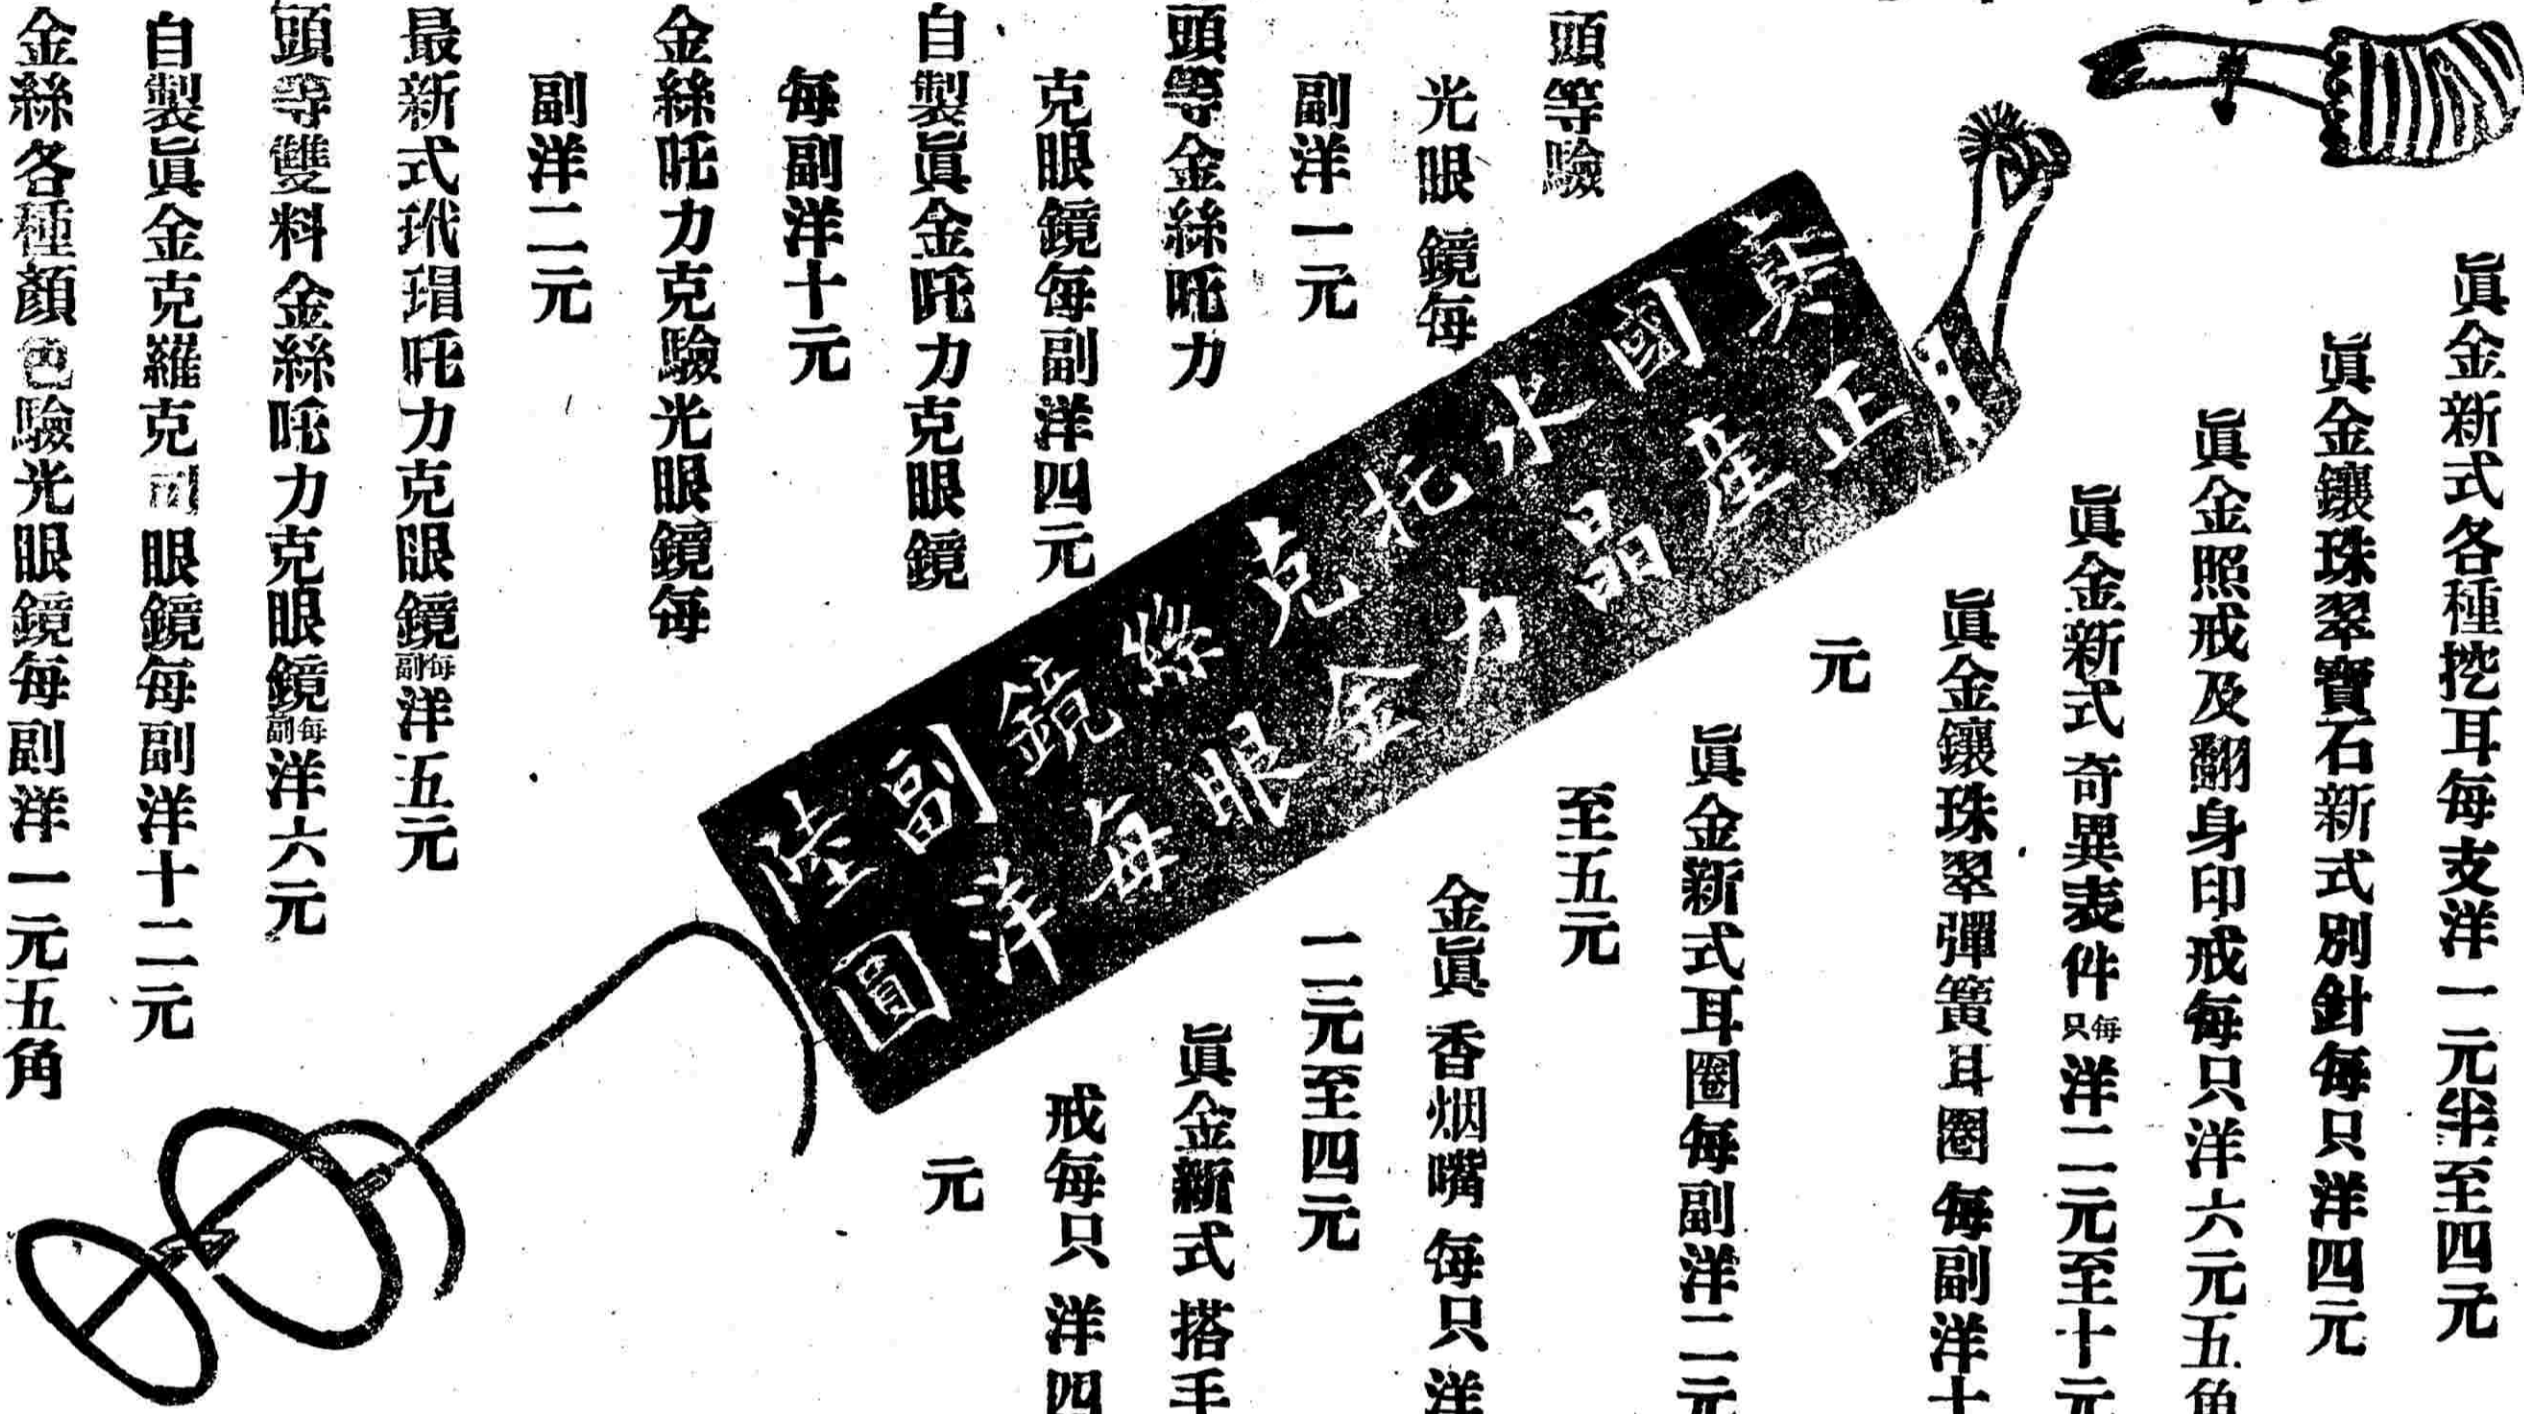 眞金新式各種挖耳每支洋一元半至四元
眞金鑲珠翠寶石新式別針每只洋四元
眞金照戒及翻身印戒每只洋六元五角
眞金新式奇異表件每只洋二元至十元
眞金鑲珠翠彈簧耳圈每副洋十
元
眞金新式耳圈每副洋二元
至五元
金眞香烟嘴每只洋
二元至四元
眞金新式搭手
戒每只洋四
元
眞正國產水晶托力克金絲眼鏡每副洋陸圓
頭等驗
光眼鏡每
副洋一元
頭等金絲吒力
克眼鏡每副洋四元
自製眞金吒力克眼鏡
每副洋十元
金絲吒力克驗光眼鏡每
副洋二元
最新式玳瑁吒力克眼鏡每副洋五元
頭等雙料金絲吒力克眼鏡每副洋六元
自製眞金克羅克司眼鏡每副洋十二元
金絲各種顏色驗光眼鏡每副洋一元五角